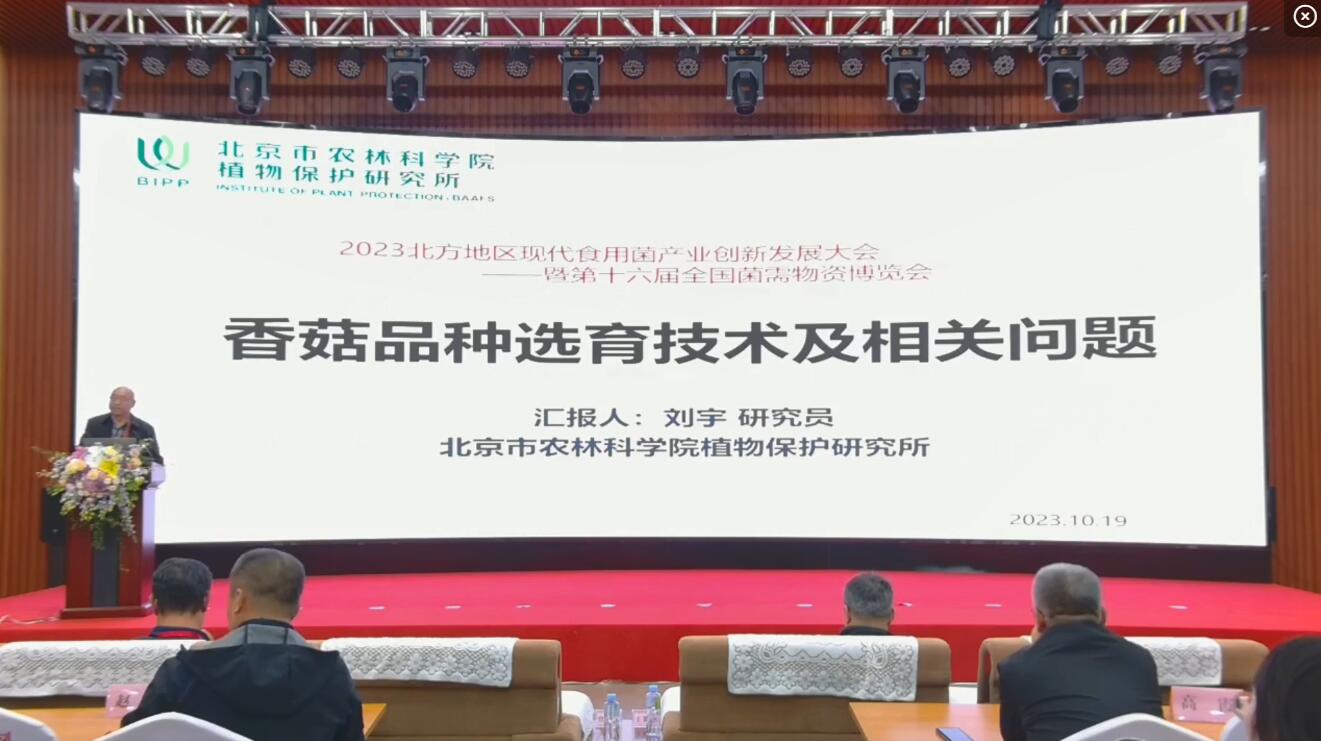 北京市农林科学院
植物保护研究所
BIPP
INSTITUTE OF PLANT PROTECTION, BAAFS
2023北方地区现代食用菌产业创新发展大会
——暨第十六届全国菌需物资博览会
香菇品种选育技术及相关问题
汇报人：刘宇 研究员
北京市农林科学院植物保护研究所
2023.10.19
赵
高 霞